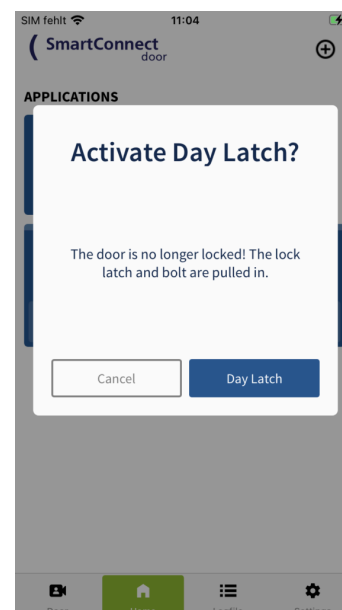 SIM fehlt 11:04
SmartConnect
door
APPLICATIONS
Activate Day Latch?
The door is no longer locked! The lock
latch and bolt are pulled in.
Cancel Day Latch